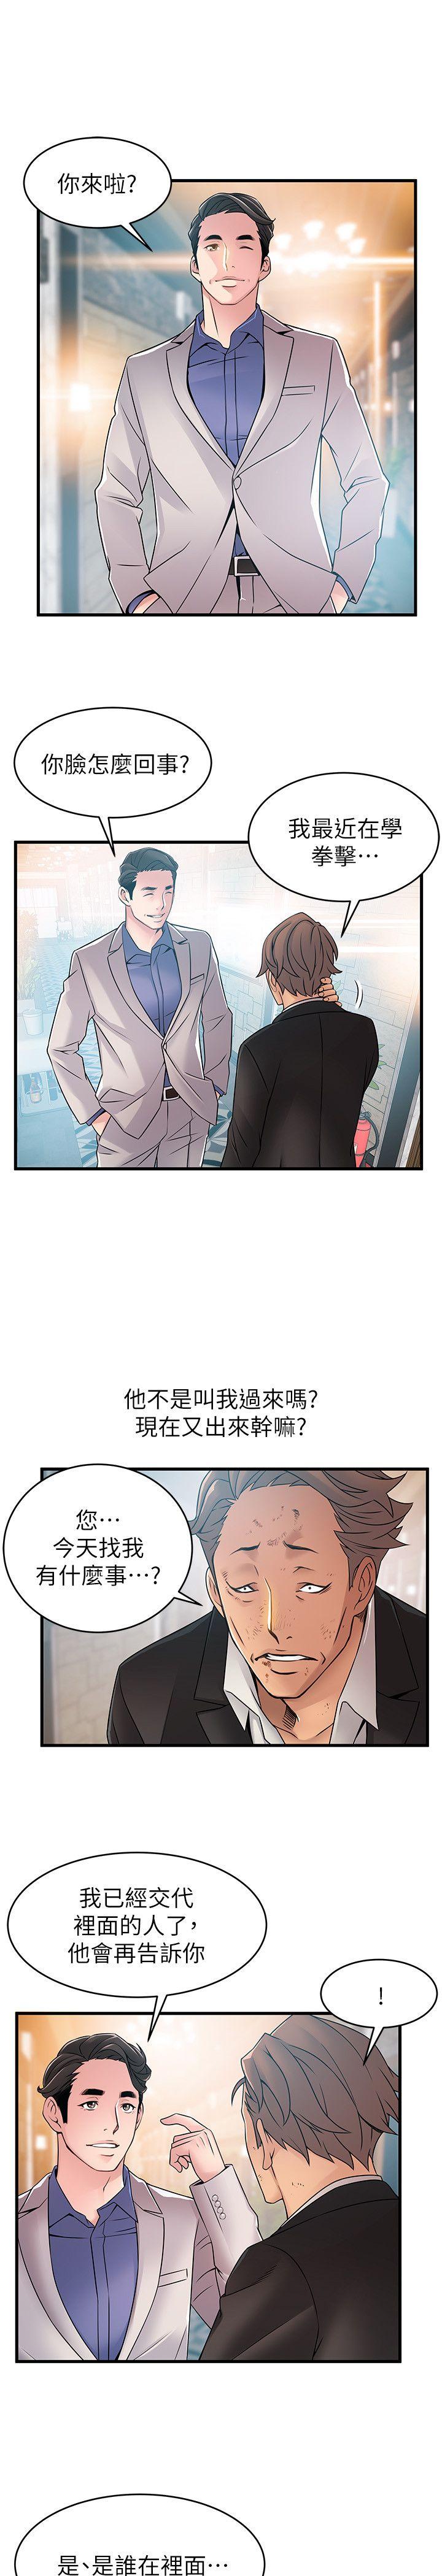 你來啦?
你臉怎麼回事?
我最近在學
拳擊⋯
他不是叫我過來嗎?
現在又出來幹嘛?
您⋯
今天找我
有什麼事⋯?
我已經交代
裡面的人了,
他會再告訴你
!
是、是誰在裡面⋯